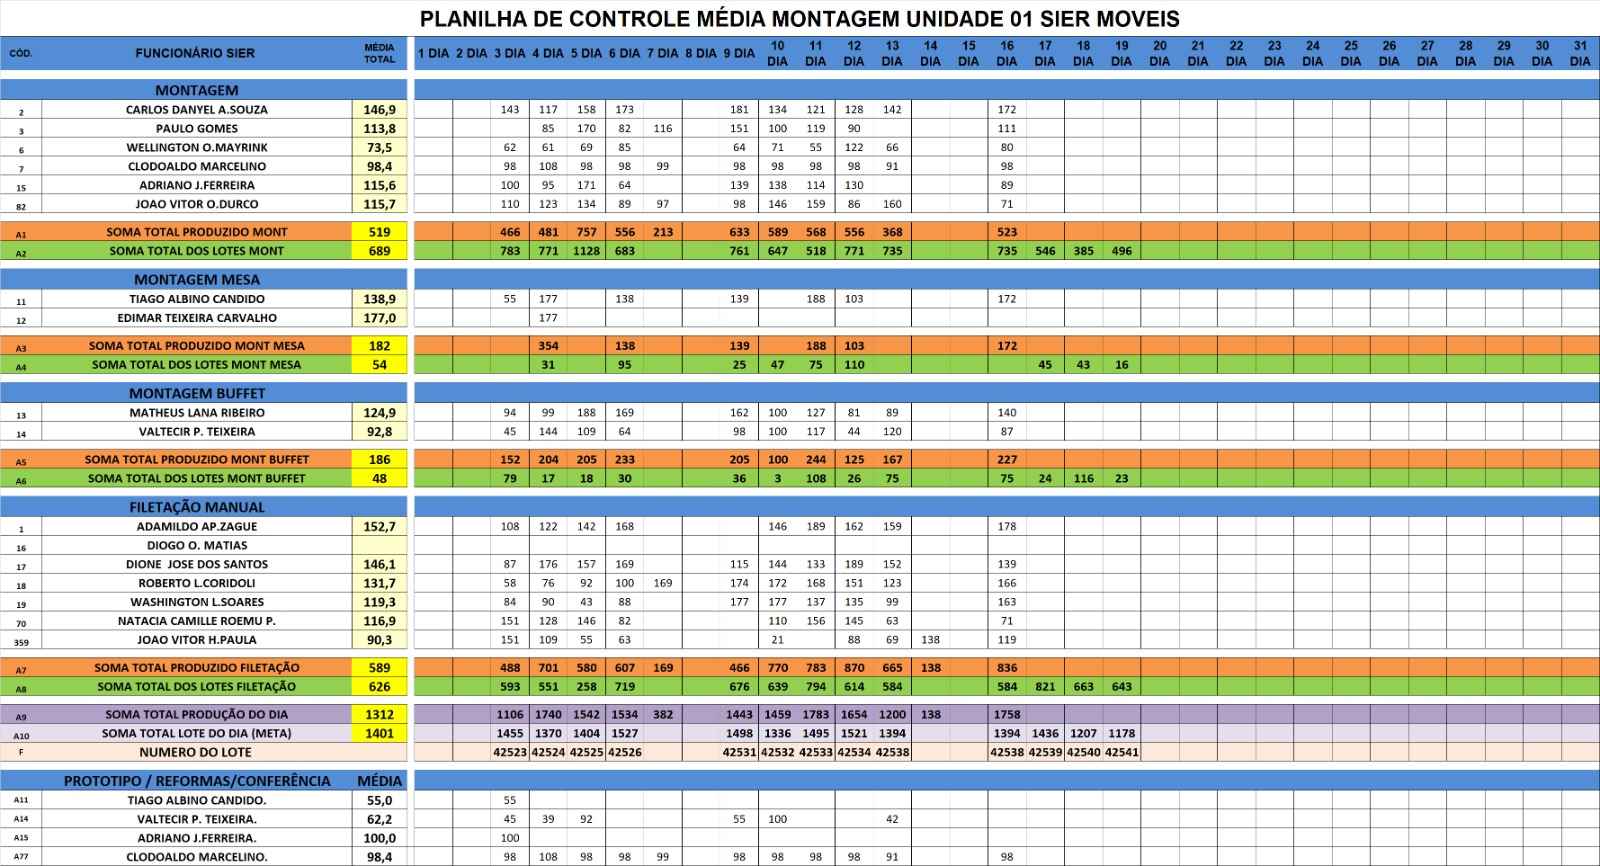 PLANILHA DE CONTROLE MÉDIA MONTAGEM UNIDADE 01 SIER MOVEIS
CÓD. FUNCIONÁRIO SIER MÉDIA TOTAL 1 DIA 2 DIA 3 DIA 4 DIA 5 DIA 6 DIA 7 DIA 8 DIA 9 DIA 10 DIA 11 DIA 12 DIA 13 DIA 14 DIA 15 DIA 16 DIA 17 DIA 18 DIA 19 DIA 20 DIA 21 DIA 22 DIA 23 DIA 24 DIA 25 DIA 26 DIA 27 DIA 28 DIA 29 DIA 30 DIA 31 DIA
MONTAGEM
2 CARLOS DANYEL A.SOUZA 146,9 143 117 158 173 181 134 121 128 142 172
3 PAULO GOMES 113,8 85 170 82 116 151 100 119 90 111
6 WELLINGTON O.MAYRINK 73,5 62 61 69 85 64 71 55 122 66 80
7 CLODOALDO MARCELINO 98,4 98 108 98 98 99 98 98 98 91 98
15 ADRIANO J.FERREIRA 115,6 100 95 171 64 139 138 114 130 89
82 JOAO VITOR O.DURCO 115,7 110 123 134 89 97 98 146 159 86 160 71
A1 SOMA TOTAL PRODUZIDO MONT 519 466 481 757 556 213 633 589 568 556 368 523
A2 SOMA TOTAL DOS LOTES MONT 689 783 771 1128 683 761 647 518 771 735 735 546 385 496
MONTAGEM MESA
11 TIAGO ALBINO CANDIDO 138,9 55 177 138 139 188 103 172
12 EDIMAR TEIXEIRA CARVALHO 177,0 177
A3 SOMA TOTAL PRODUZIDO MONT MESA 182 354 138 139 188 103 172
A4 SOMA TOTAL DOS LOTES MONT MESA 54 31 95 25 47 75 110 45 43 16
MONTAGEM BUFFET
13 MATHEUS LANA RIBEIRO 124,9 94 99 188 169 162 100 127 81 89 140
14 VALTECIR P. TEIXEIRA 92,8 45 144 109 64 98 100 117 44 120 87
A5 SOMA TOTAL PRODUZIDO MONT BUFFET 186 152 204 205 233 205 100 244 125 167 227
A6 SOMA TOTAL DOS LOTES MONT BUFFET 48 79 17 18 30 36 3 108 26 75 75 24 116 23
FILETAÇÃO MANUAL
1 ADAMILDO AP.ZAGUE 152,7 108 122 142 168 146 189 162 159 178
16 DIOGO O. MATIAS
17 DIONE JOSE DOS SANTOS 146,1 87 176 157 169 115 144 133 189 152 139
18 ROBERTO L.CORIDOLI 131,7 58 76 92 100 169 174 172 168 151 123 166
19 WASHINGTON L.SOARES 119,3 84 90 43 88 177 177 137 135 99 163
70 NATACIA CAMILLE ROEMU P. 116,9 151 128 146 82 110 156 145 63 71
359 JOAO VITOR H.PAULA 90,3 151 109 55 63 21 88 69 138 119
A7 SOMA TOTAL PRODUZIDO FILETAÇÃO 589 488 701 580 607 169 466 770 783 870 665 138 836
A8 SOMA TOTAL DOS LOTES FILETAÇÃO 626 593 551 258 719 676 639 794 614 584 584 821 663 643
A9 SOMA TOTAL PRODUÇÃO DO DIA 1312 1106 1740 1542 1534 382 1443 1459 1783 1654 1200 138 1758
A10 SOMA TOTAL LOTE DO DIA (META) 1401 1455 1370 1404 1527 1498 1336 1495 1521 1394 1394 1436 1207 1178
F NUMERO DO LOTE 42523 42524 42525 42526 42531 42532 42533 42534 42538 42538 42539 42540 42541
PROTOTIPO / REFORMAS/CONFERÊNCIA MÉDIA
A11 TIAGO ALBINO CANDIDO. 55,0 55
A14 VALTECIR P. TEIXEIRA. 62,2 45 39 92 55 100 42
A15 ADRIANO J.FERREIRA. 100,0 100
A77 CLODOALDO MARCELINO. 98,4 98 108 98 98 99 98 98 98 91 98